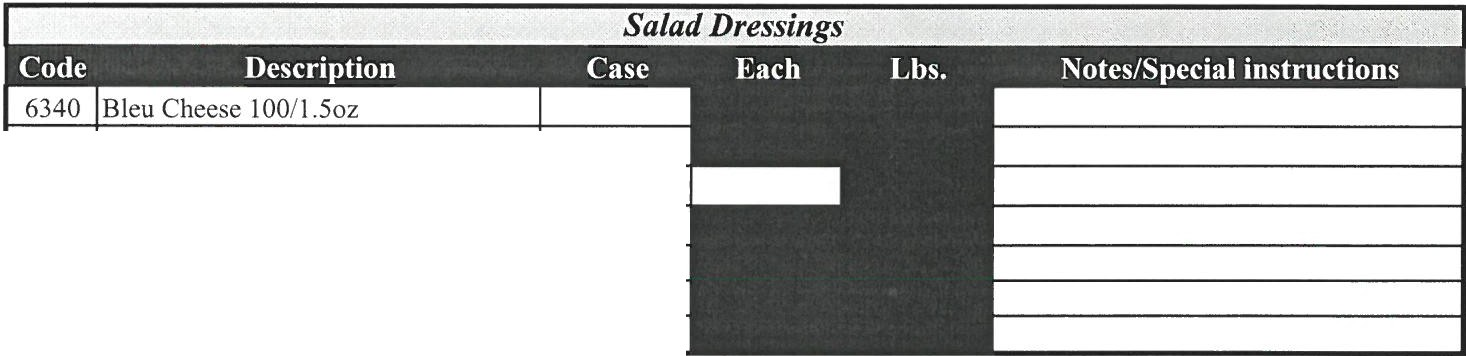 Salad Dressings
Code Description Case Each Lbs. Notes/Special instructions
6340 Bleu Cheese 100/1.5oz